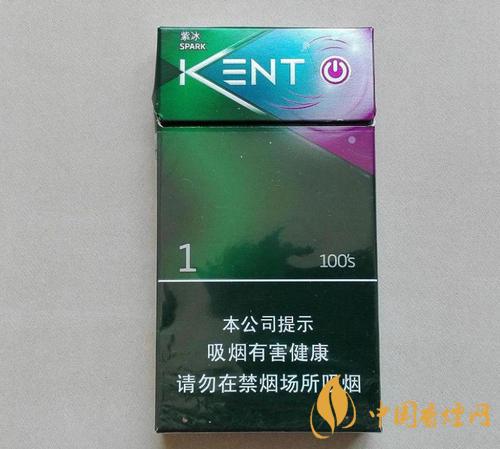 紫冰
SPARK
KENT
1
100's
本公司提示
吸烟有害健康
请勿在禁烟场所吸烟
中国香烟网